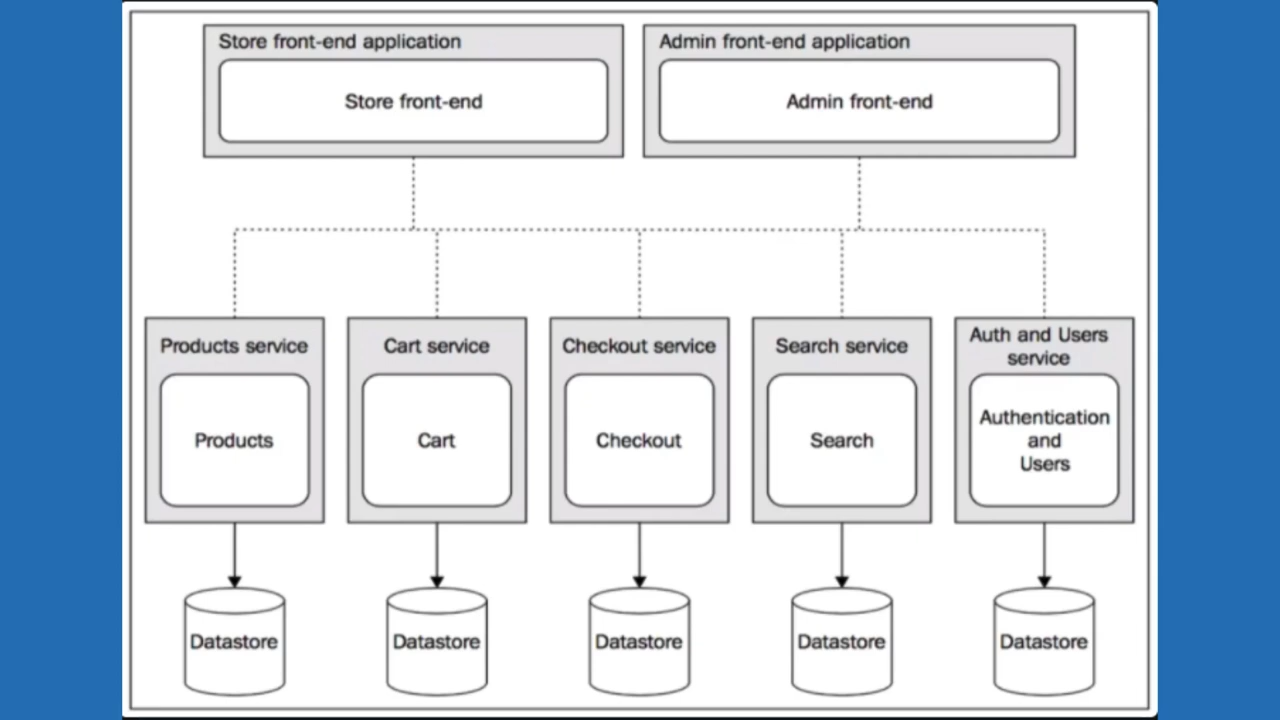 Store front-end application
Admin front-end application
Store front-end
Admin front-end
Products service
Cart service
Checkout service
Search service
Auth and Users
service
Products
Cart
Checkout
Search
Authentication
and
Users
Datastore
Datastore
Datastore
Datastore
Datastore